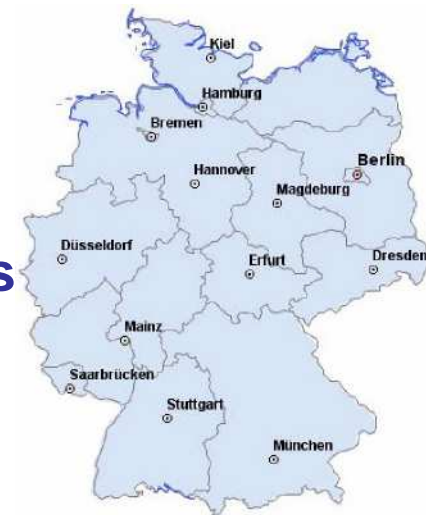 Kiel
Hamburg
Bremen
Berlin
Hannover
Magdeburg
Düsseldorf
Erfurt
Dresden
s
Mainz
Saarbrücken
Stuttgart
München